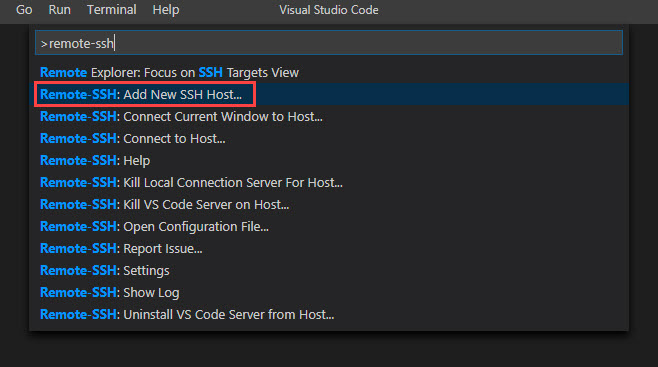 Go Run Terminal Help Visual Studio Code
>remote-ssh
Remote Explorer: Focus on SSH Targets View
Remote-SSH: Add New SSH Host...
Remote-SSH: Connect Current Window to Host...
Remote-SSH: Connect to Host...
Remote-SSH: Help
Remote-SSH: Kill Local Connection Server For Host...
Remote-SSH: Kill VS Code Server on Host...
Remote-SSH: Open Configuration File...
Remote-SSH: Report Issue...
Remote-SSH: Settings
Remote-SSH: Show Log
Remote-SSH: Uninstall VS Code Server from Host...